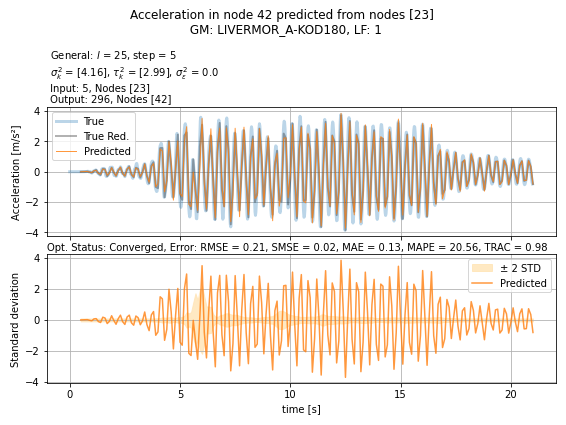 Acceleration in node 42 predicted from nodes [23]
GM: LIVERMOR_A-KOD180, LF: 1
General: l = 25, step = 5
σ²ₖ = [4.16], τ²ₖ = [2.99], σ²ε = 0.0
Input: 5, Nodes [23]
Output: 296, Nodes [42]
Acceleration [m/s²]
4
2
0
−2
−4
True
True Red.
Predicted
Opt. Status: Converged, Error: RMSE = 0.21, SMSE = 0.02, MAE = 0.13, MAPE = 20.56, TRAC = 0.98
Standard deviation
4
2
0
−2
−4
± 2 STD
Predicted
0 5 10 15 20
time [s]